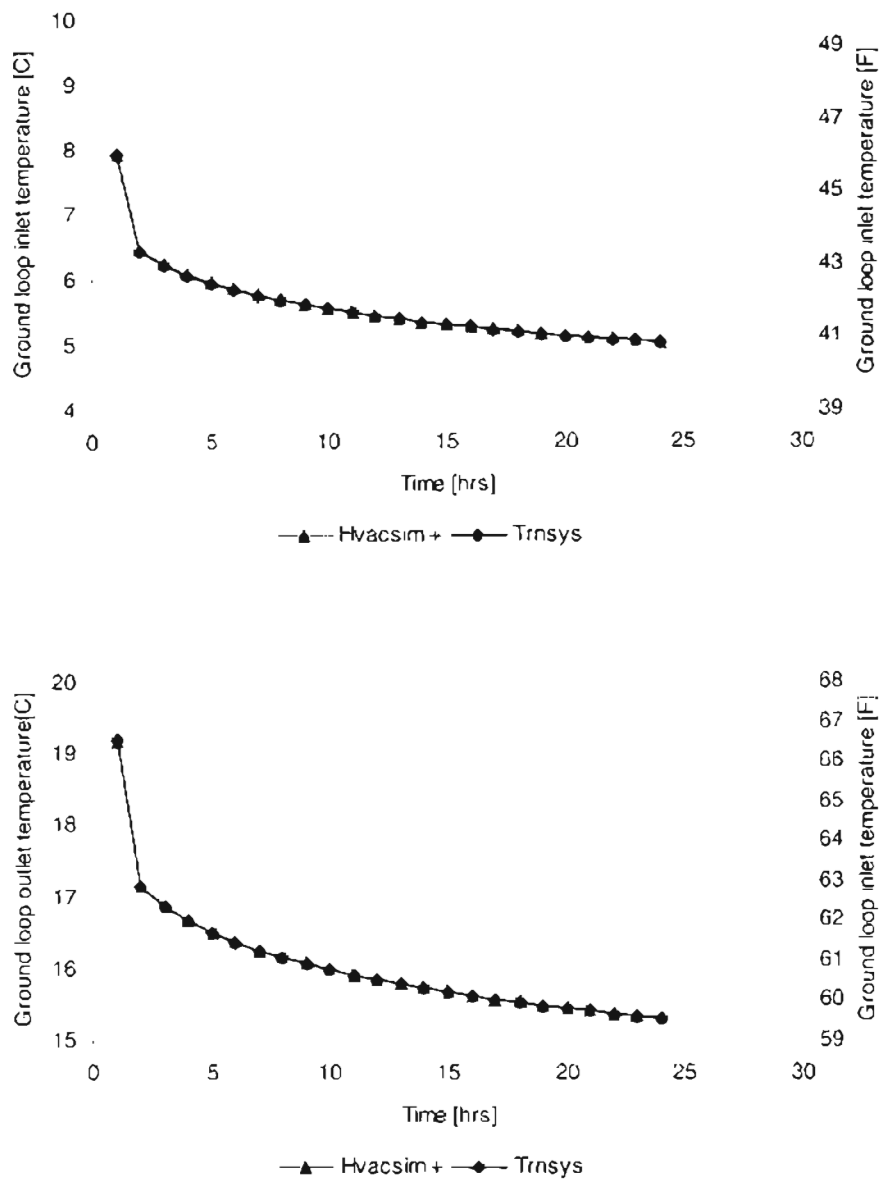 Ground loop inlet temperature [C]
10
9
8
7
6
5
4
49
47
45
43
41
39
Ground loop inlet temperature [F]
0 5 10 15 20 25 30
Time [hrs]
Hvacsim + Trnsys
Ground loop outlet temperature[C]
20
19
18
17
16
15
68
67
66
65
64
63
62
61
60
59
Ground loop inlet temperature [F]
0 5 10 15 20 25 30
Time [hrs]
Hvacsim + Trnsys